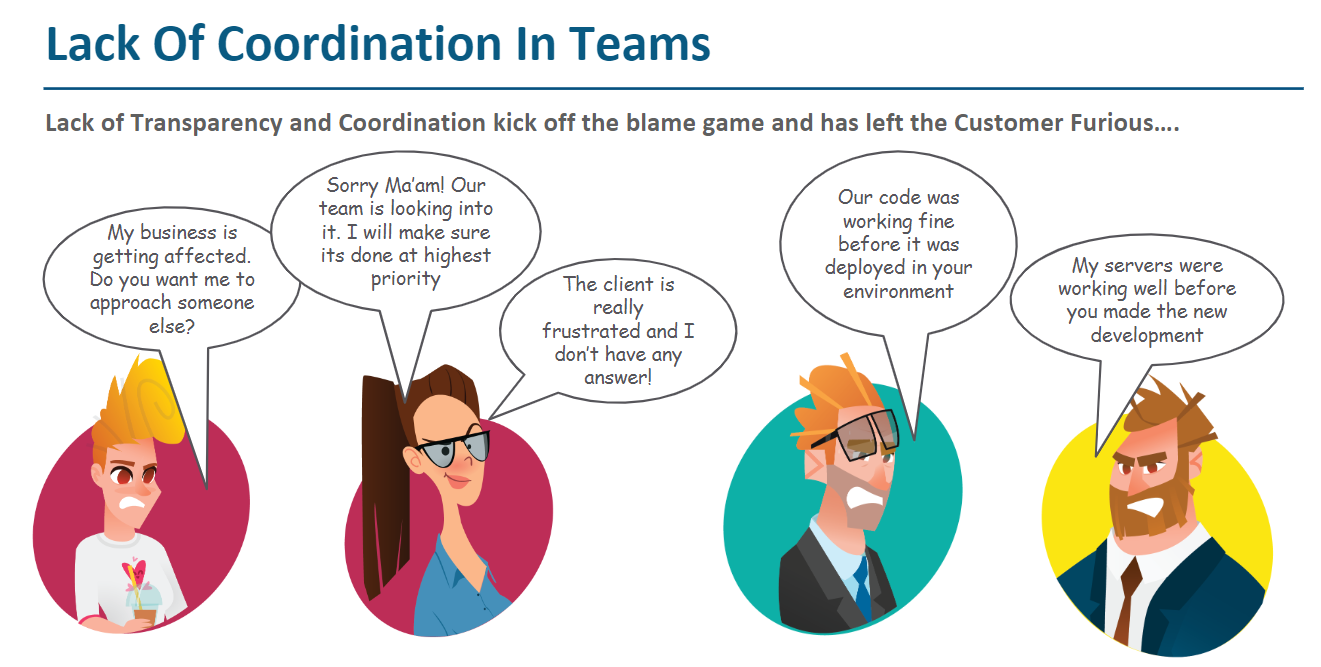 Lack Of Coordination In Teams
Lack of Transparency and Coordination kick off the blame game and has left the Customer Furious....
My business is
getting affected.
Do you want me to
approach someone
else?
Sorry Ma'am! Our
team is looking into
it. I will make sure
its done at highest
priority
The client is
really
frustrated and I
don't have any
answer!
Our code was
working fine
before it was
deployed in your
environment
My servers were
working well before
you made the new
development